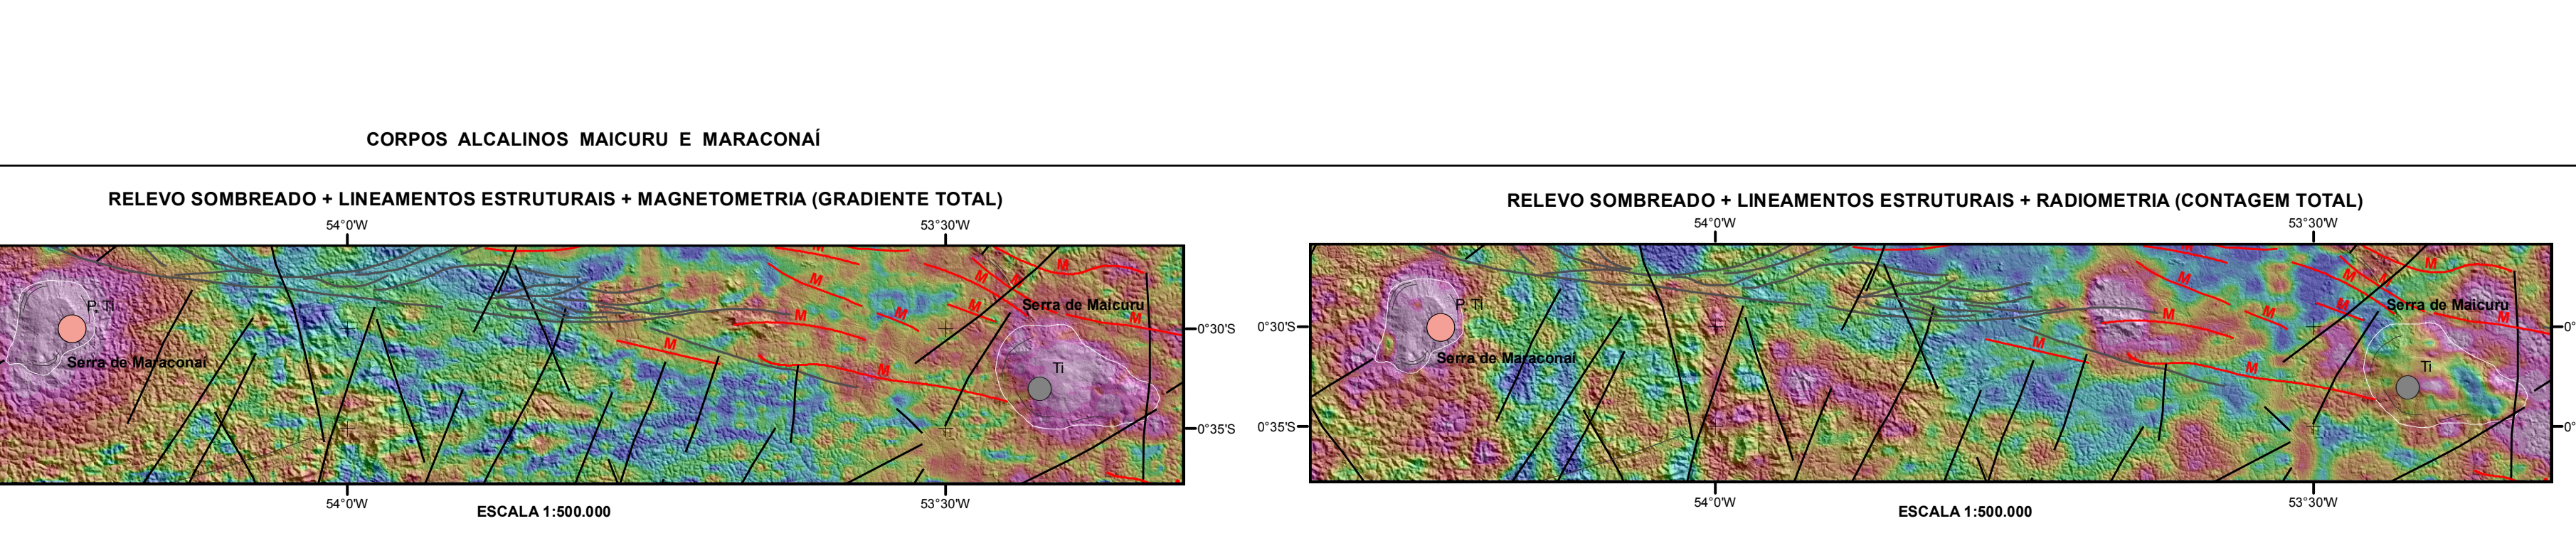 CORPOS ALCALINOS MAICURU E MARACONAÍ
RELEVO SOMBREADO + LINEAMENTOS ESTRUTURAIS + MAGNETOMETRIA (GRADIENTE TOTAL)
54°0'W 53°30'W
M M
M M M
P. Ti Serra de Maicuru
M M M M
0°30'S
M
Serra de Maraconaí
M Ti
0°35'S
54°0'W 53°30'W
ESCALA 1:500.000
RELEVO SOMBREADO + LINEAMENTOS ESTRUTURAIS + RADIOMETRIA (CONTAGEM TOTAL)
54°0'W 53°30'W
M M
M M M
P. Ti Serra de Maicuru
M M M M
0°30'S 0°
M
Serra de Maraconaí
M Ti
0°35'S 0°
54°0'W 53°30'W
ESCALA 1:500.000